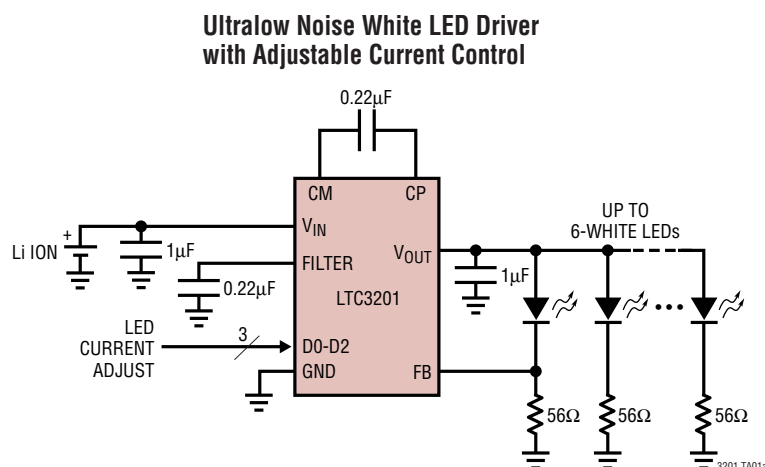 Ultralow Noise White LED Driver
with Adjustable Current Control
0.22µF
CM
CP
UP TO
6-WHITE LEDs
VIN
Li ION
+
1µF
VOUT
FILTER
0.22µF
1µF
LTC3201
LED
CURRENT
ADJUST
3
D0-D2
GND
FB
56Ω
56Ω
56Ω
3201 TA01a